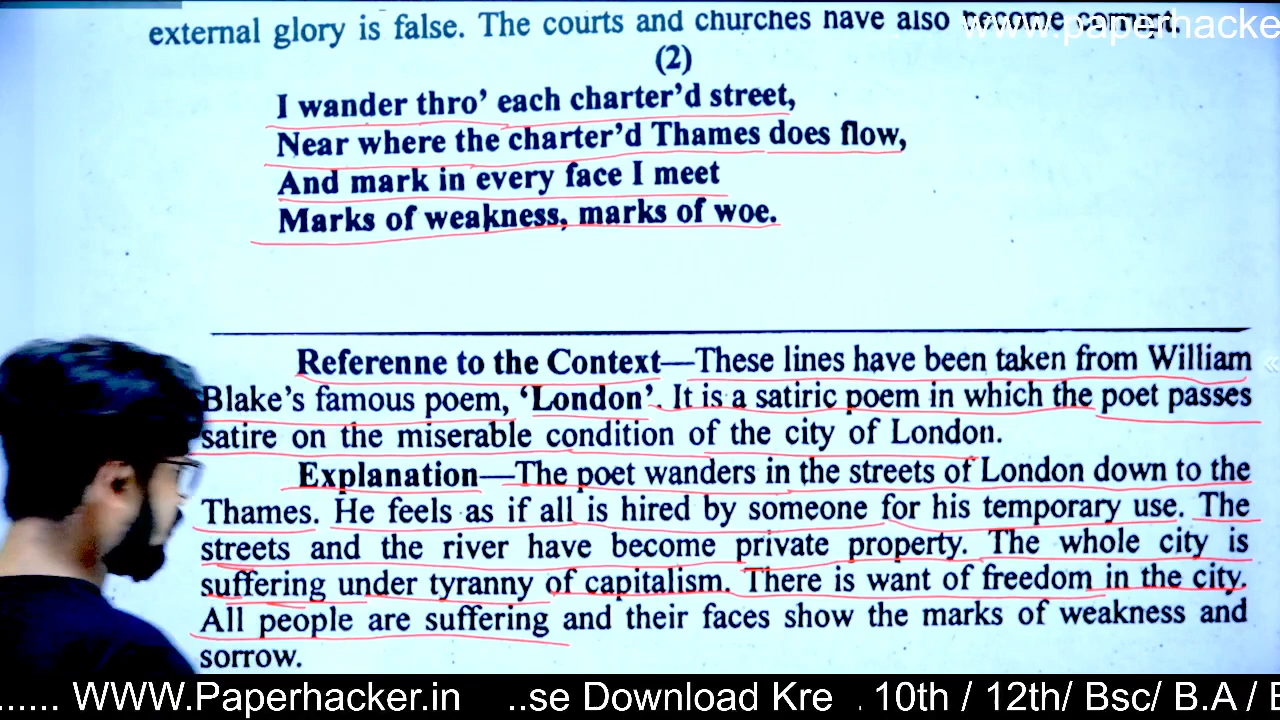 external glory is false. The courts and churches have also become corrupt.
www.paperhacke
(2)
I wander thro' each charter'd street,
Near where the charter'd Thames does flow,
And mark in every face I meet
Marks of weakness, marks of woe.
Referenne to the Context—These lines have been taken from William
Blake's famous poem, 'London'. It is a satiric poem in which the poet passes
satire on the miserable condition of the city of London.
Explanation—The poet wanders in the streets of London down to the
Thames. He feels as if all is hired by someone for his temporary use. The
streets and the river have become private property. The whole city is
suffering under tyranny of capitalism. There is want of freedom in the city.
All people are suffering and their faces show the marks of weakness and
sorrow.
...... WWW.Paperhacker.in ..se Download Kre . 10th / 12th/ Bsc/ B.A / B